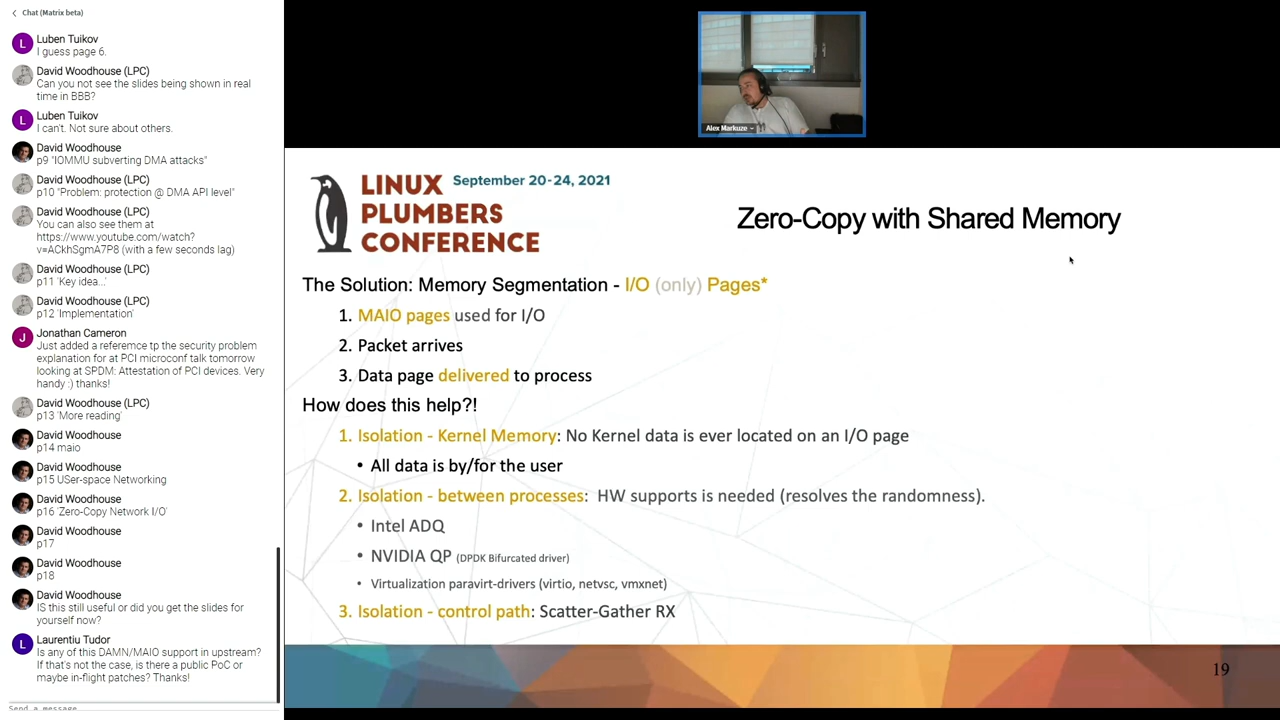 Chat (Matrix beta)
L
Luben Tuikov
I guess page 6.
David Woodhouse (LPC)
Can you not see the slides being shown in real
time in BBB?
L
Luben Tuikov
I can't. Not sure about others.
David Woodhouse
p9 "IOMMU subverting DMA attacks"
David Woodhouse (LPC)
p10 "Problem: protection @ DMA API level"
David Woodhouse (LPC)
You can also see them at
https://www.youtube.com/watch?
v=ACkhSgmA7P8 (with a few seconds lag)
David Woodhouse (LPC)
p11 'Key idea...'
David Woodhouse (LPC)
p12 'Implementation'
J
Jonathan Cameron
Just added a reference tp the security problem
explanation for at PCI microconf talk tomorrow
looking at SPDM: Attestation of PCI devices. Very
handy :) thanks!
David Woodhouse (LPC)
p13 'More reading'
David Woodhouse
p14 maio
David Woodhouse
p15 USer-space Networking
David Woodhouse
p16 'Zero-Copy Network I/O'
David Woodhouse
p17
David Woodhouse
p18
David Woodhouse
IS this still useful or did you get the slides for
yourself now?
L
Laurentiu Tudor
Is any of this DAMN/MAIO support in upstream?
If that's not the case, is there a public PoC or
maybe in-flight patches? Thanks!
Send a message
Alex Markuze
LINUX
PLUMBERS
CONFERENCE
September 20-24, 2021
Zero-Copy with Shared Memory
The Solution: Memory Segmentation - I/O (only) Pages*
1. MAIO pages used for I/O
2. Packet arrives
3. Data page delivered to process
How does this help?!
1. Isolation - Kernel Memory: No Kernel data is ever located on an I/O page
• All data is by/for the user
2. Isolation - between processes: HW supports is needed (resolves the randomness).
• Intel ADQ
• NVIDIA QP (DPDK Bifurcated driver)
• Virtualization paravirt-drivers (virtio, netsvc, vmxnet)
3. Isolation - control path: Scatter-Gather RX
19